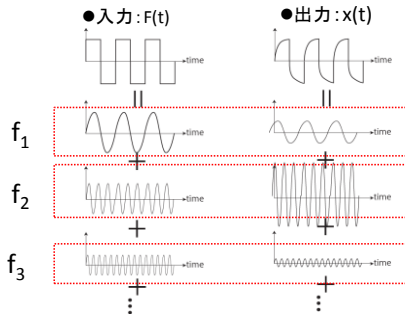 ●入力:F(t) ●出力:x(t)
time time
= =
f₁ time time
+ +
f₂ time time
+ +
f₃ time time
+ +
⋮ ⋮